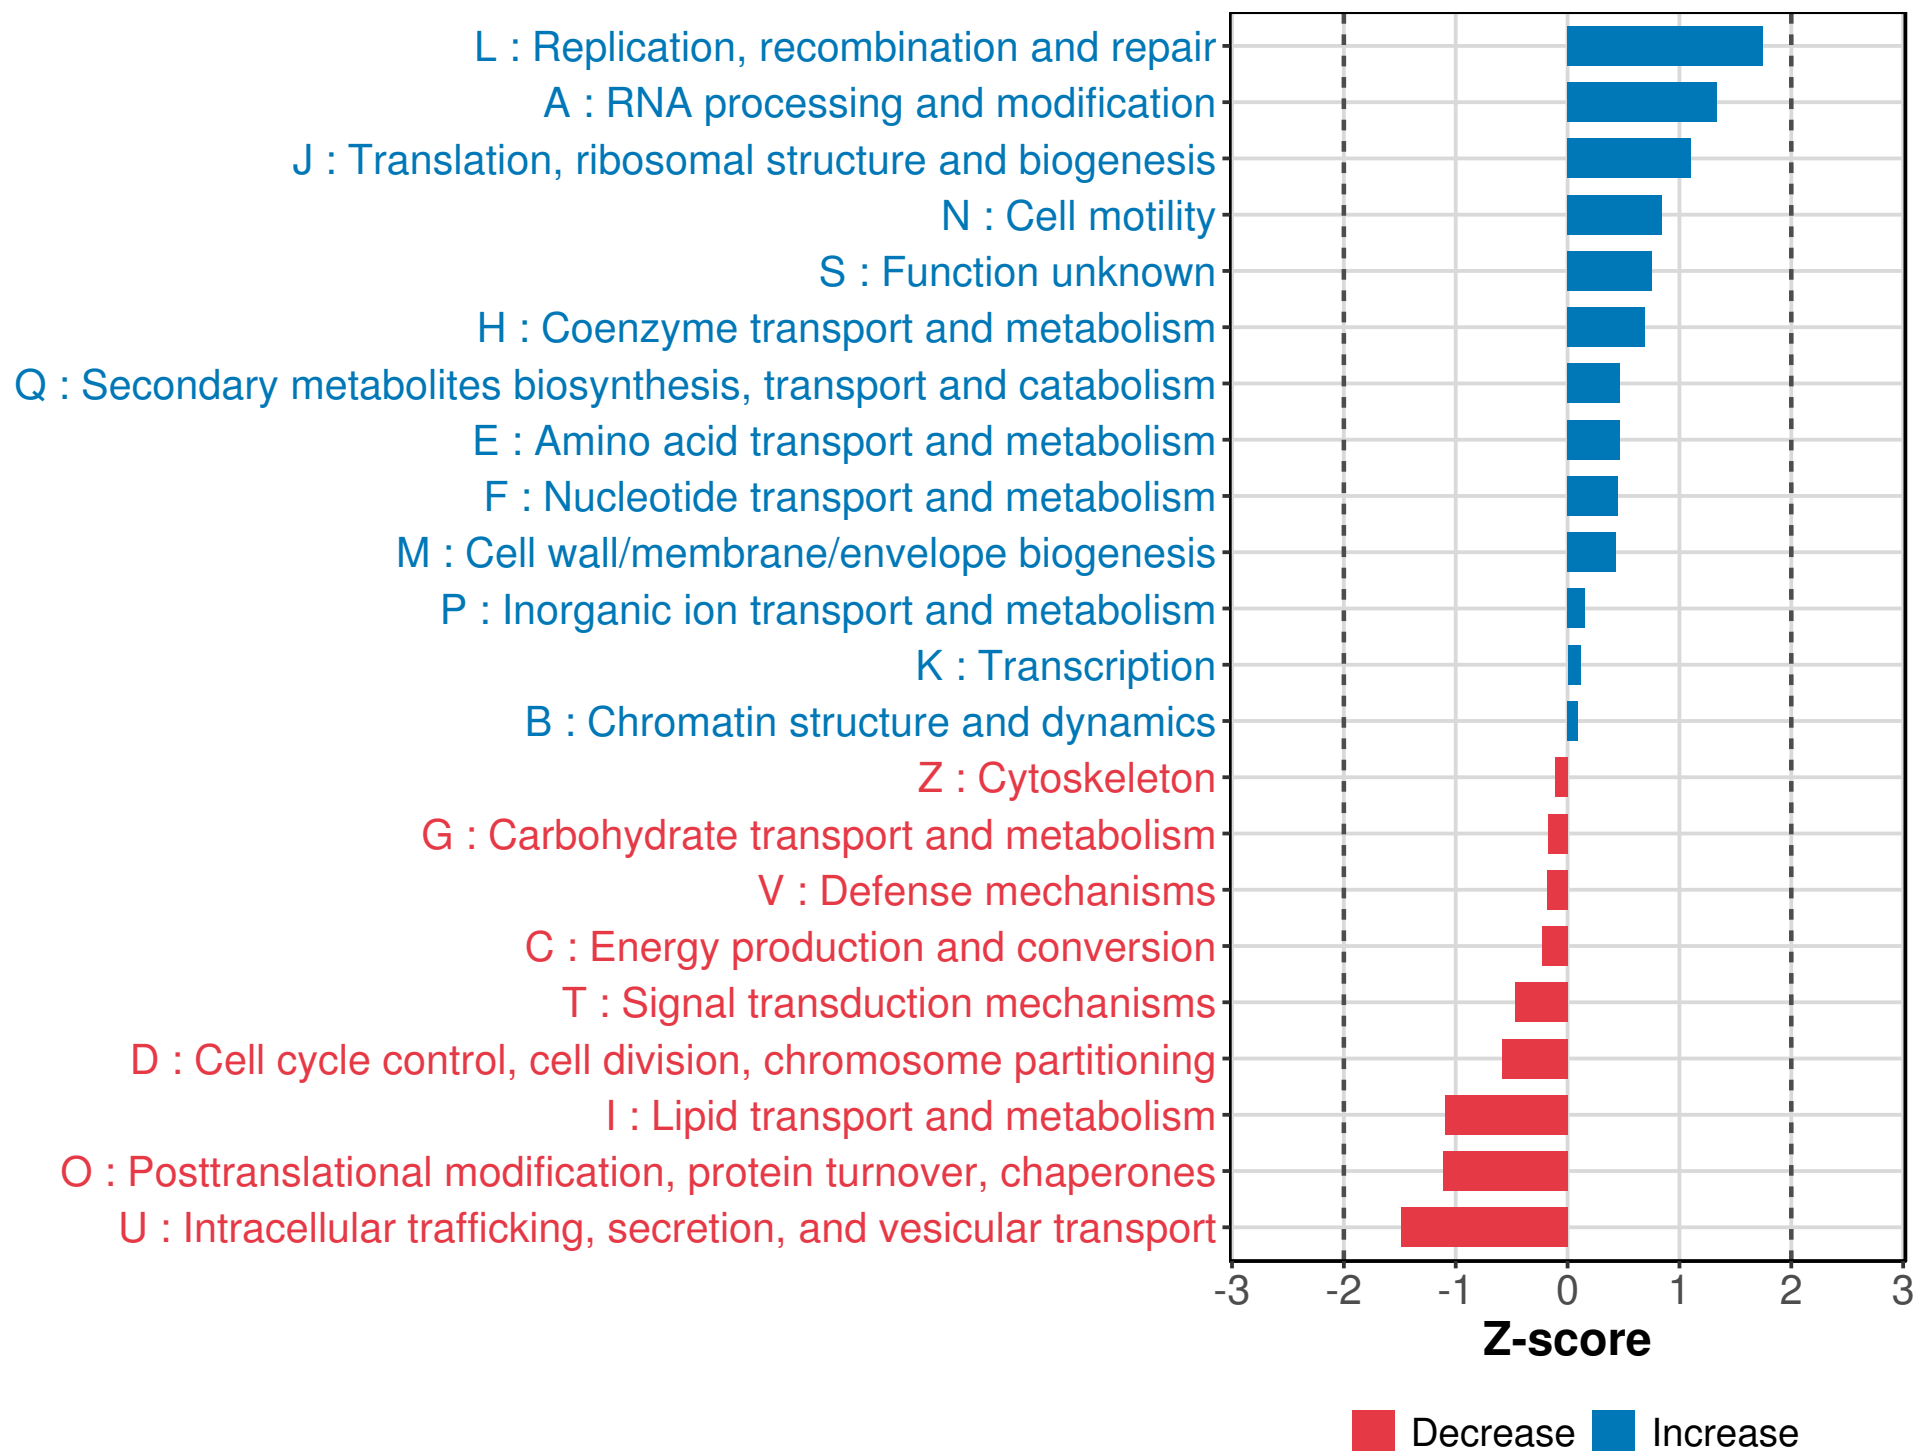 L : Replication, recombination and repair
A : RNA processing and modification
J : Translation, ribosomal structure and biogenesis
N : Cell motility
S : Function unknown
H : Coenzyme transport and metabolism
Q : Secondary metabolites biosynthesis, transport and catabolism
E : Amino acid transport and metabolism
F : Nucleotide transport and metabolism
M : Cell wall/membrane/envelope biogenesis
P : Inorganic ion transport and metabolism
K : Transcription
B : Chromatin structure and dynamics
Z : Cytoskeleton
G : Carbohydrate transport and metabolism
V : Defense mechanisms
C : Energy production and conversion
T : Signal transduction mechanisms
D : Cell cycle control, cell division, chromosome partitioning
I : Lipid transport and metabolism
O : Posttranslational modification, protein turnover, chaperones
U : Intracellular trafficking, secretion, and vesicular transport
-3 -2 -1 0 1 2 3
Z-score
Decrease Increase